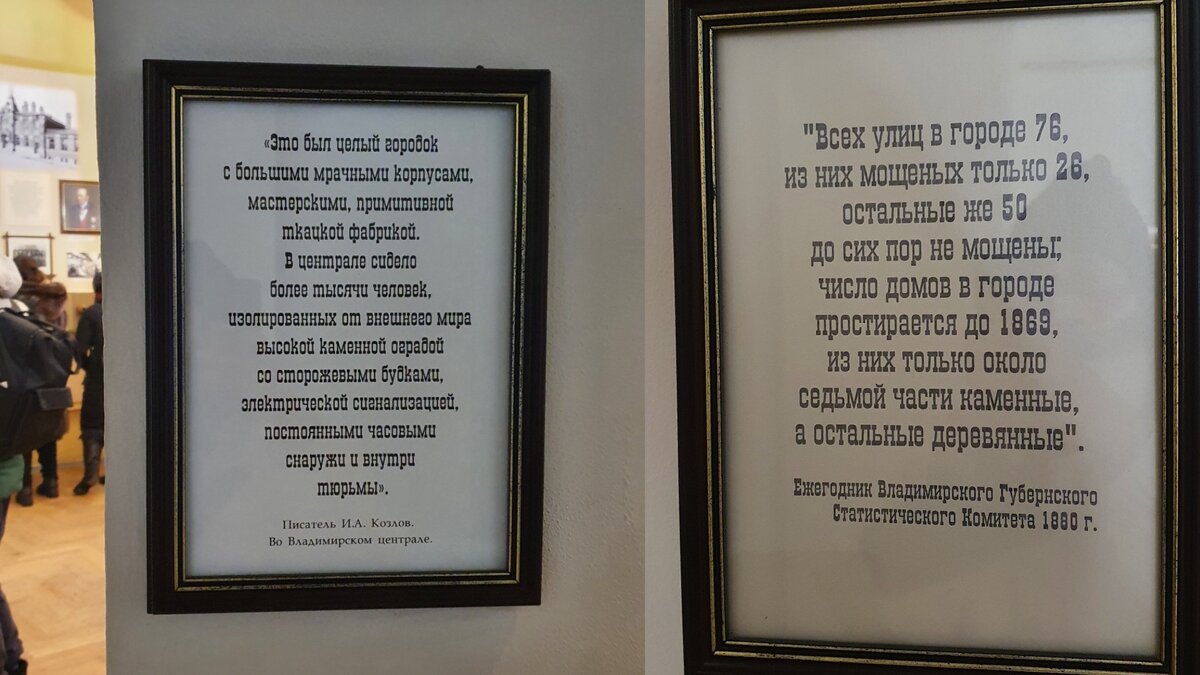 «Это был целый городок
с большими мрачными корпусами,
мастерскими, примитивной
ткацкой фабрикой.
В централе сидело
более тысячи человек,
изолированных от внешнего мира
высокой каменной оградой
со сторожевыми будками,
электрической сигнализацией,
постоянными часовыми
снаружи и внутри
тюрьмы».
Писатель И.А. Козлов.
Во Владимирском централе.
"Всех улиц в городе 76,
из них мощеных только 26,
остальные же 50
до сих пор не мощены;
число домов в городе
простирается до 1869,
из них только около
седьмой части каменные,
а остальные деревянные".
Ежегодник Владимирского Губернского
Статистического Комитета 1880 г.